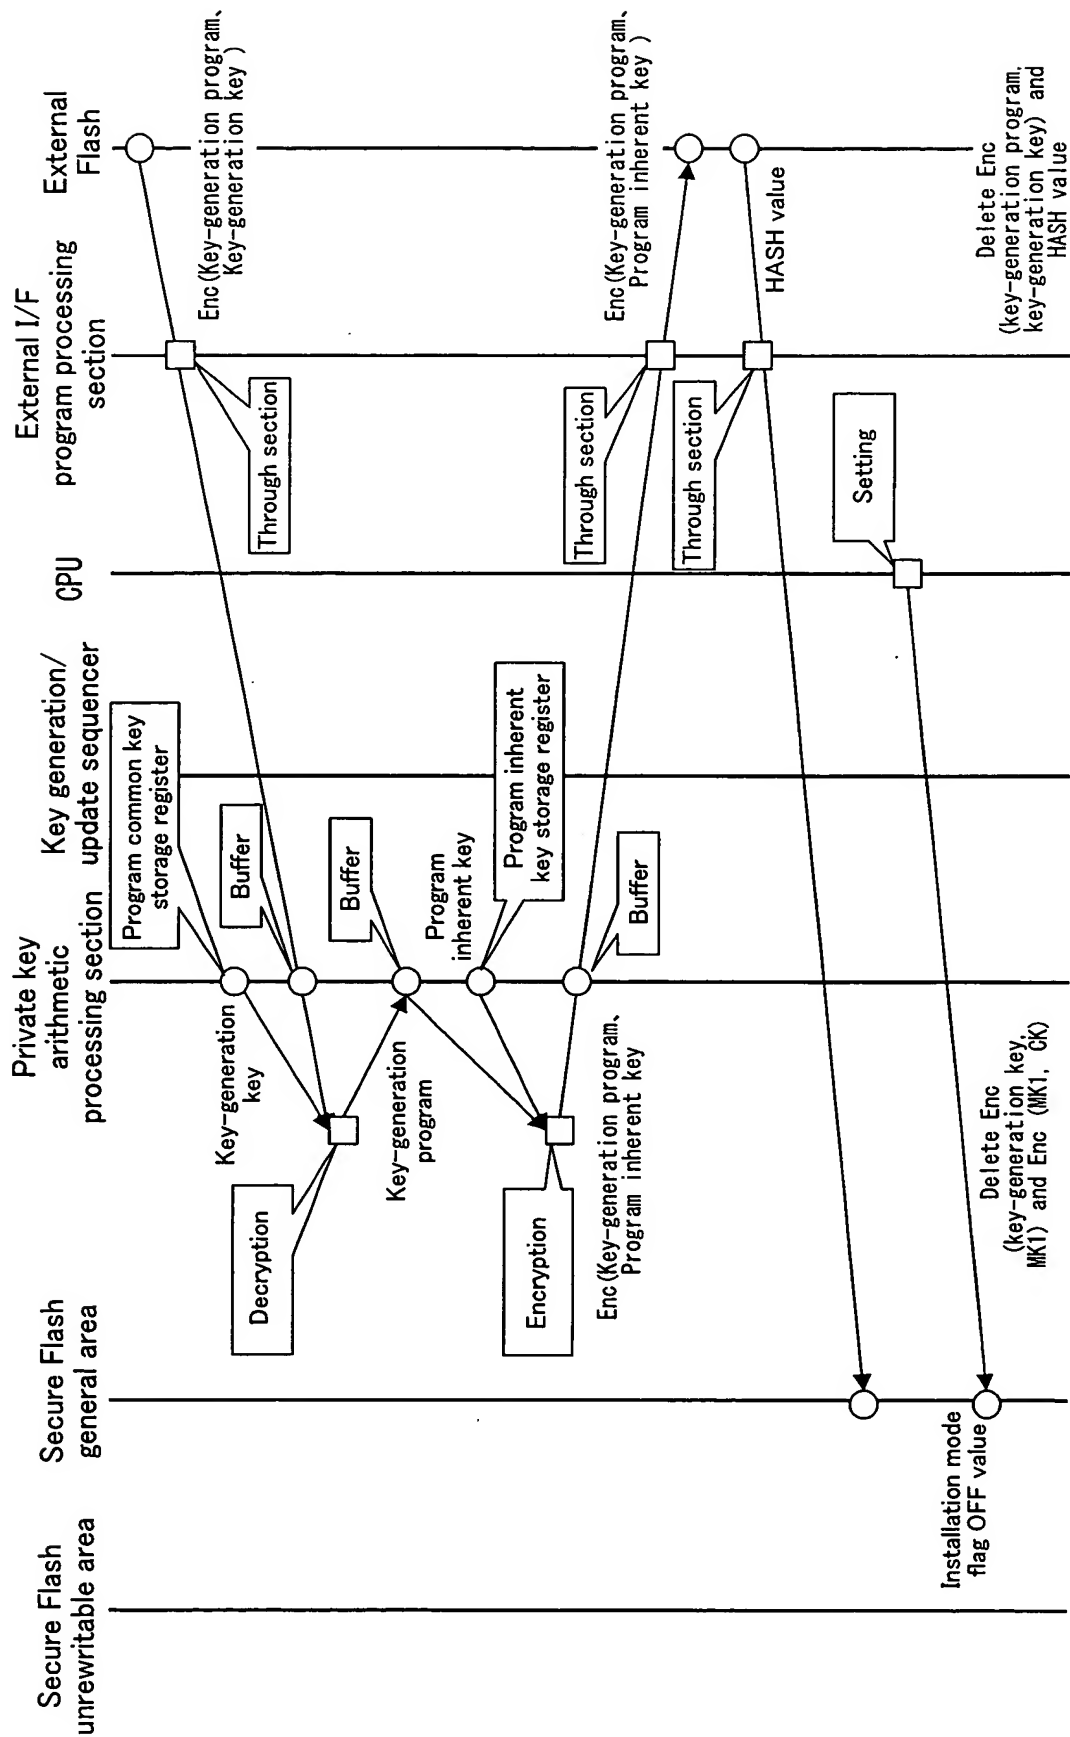 Secure Flash
unrewritable area
Secure Flash
general area
Private key
arithmetic
processing section
Key generation/
update sequencer
CPU
External I/F
program processing
section
External
Flash
Enc(Key-generation program、
Key-generation key )
Through section
Program common key
storage register
Buffer
Key-generation
key
Decryption
Buffer
Key-generation
program
Program
inherent key
Program inherent
key storage register
Encryption
Enc(Key-generation program、
Program inherent key
Buffer
Through section
Enc(Key-generation program、
Program inherent key )
Through section
HASH value
Setting
Installation mode
flag OFF value
Delete Enc
(key-generation key,
MK1) and Enc (MK1, CK)
Delete Enc
(key-generation program,
key-generation key) and
HASH value